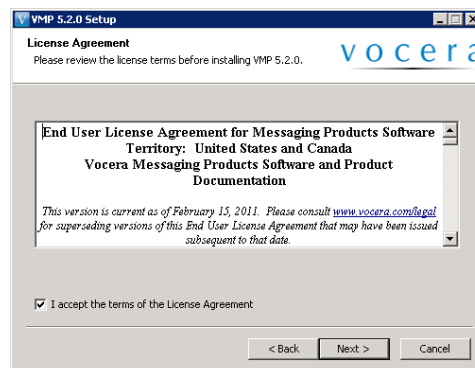 VMP 5.2.0 Setup
License Agreement
Please review the license terms before installing VMP 5.2.0.
vocera
End User License Agreement for Messaging Products Software
Territory: United States and Canada
Vocera Messaging Products Software and Product
Documentation
This version is current as of February 15, 2011. Please consult www.vocera.com/legal
for superseding versions of this End User License Agreement that may have been issued
subsequent to that date.
I accept the terms of the License Agreement
< Back
Next >
Cancel